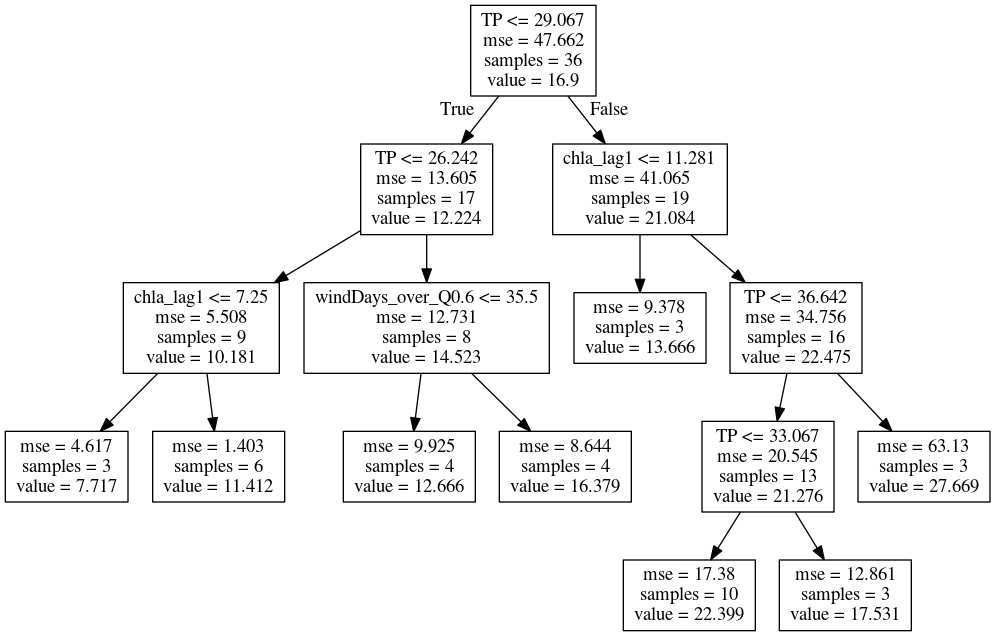 TP <= 29.067
mse = 47.662
samples = 36
value = 16.9
True
False
TP <= 26.242
mse = 13.605
samples = 17
value = 12.224
chla_lag1 <= 11.281
mse = 41.065
samples = 19
value = 21.084
chla_lag1 <= 7.25
mse = 5.508
samples = 9
value = 10.181
windDays_over_Q0.6 <= 35.5
mse = 12.731
samples = 8
value = 14.523
mse = 9.378
samples = 3
value = 13.666
TP <= 36.642
mse = 34.756
samples = 16
value = 22.475
mse = 4.617
samples = 3
value = 7.717
mse = 1.403
samples = 6
value = 11.412
mse = 9.925
samples = 4
value = 12.666
mse = 8.644
samples = 4
value = 16.379
TP <= 33.067
mse = 20.545
samples = 13
value = 21.276
mse = 63.13
samples = 3
value = 27.669
mse = 17.38
samples = 10
value = 22.399
mse = 12.861
samples = 3
value = 17.531